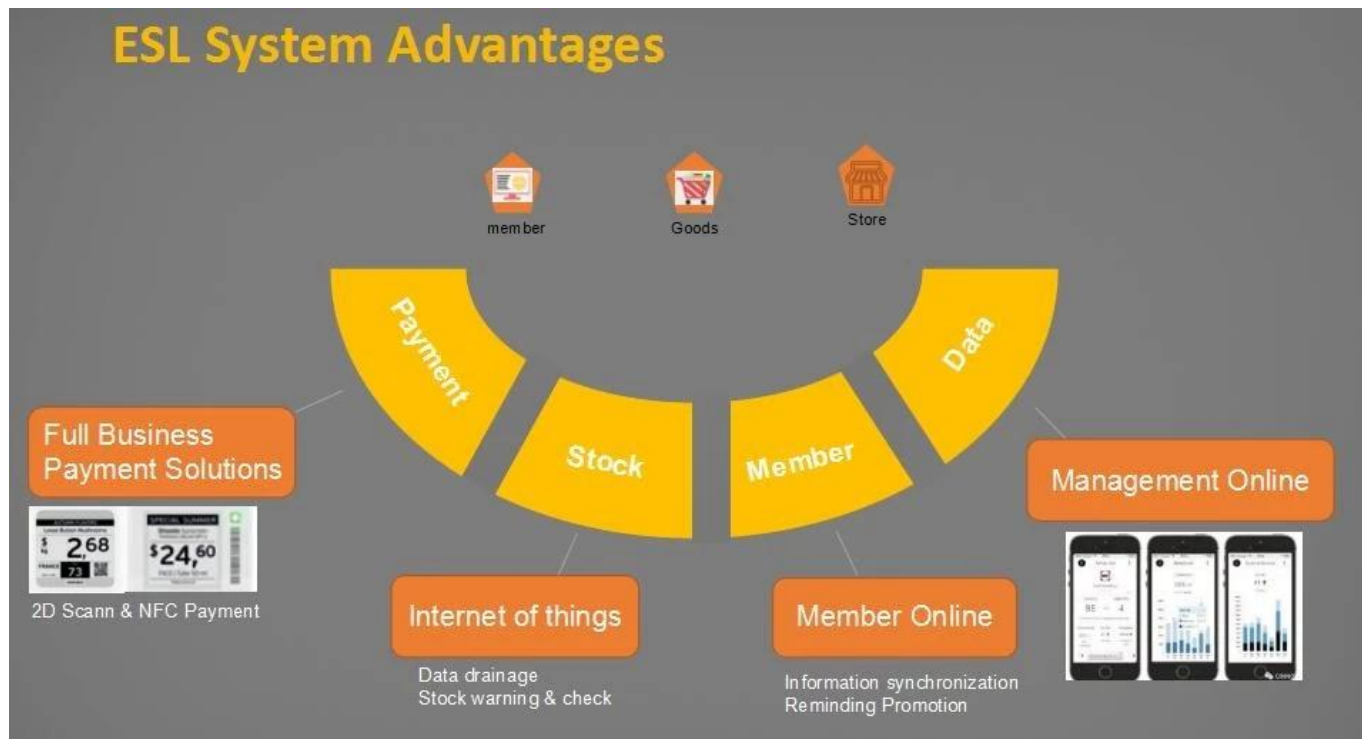 ESL System Advantages
member
Goods
Store
Payment
Stock
Member
Data
Full Business
Payment Solutions
2,68
73
SPECIAL SUMMER
$24,60
2D Scann & NFC Payment
Internet of things
Data drainage
Stock warning & check
Member Online
Information synchronization
Reminding Promotion
Management Online